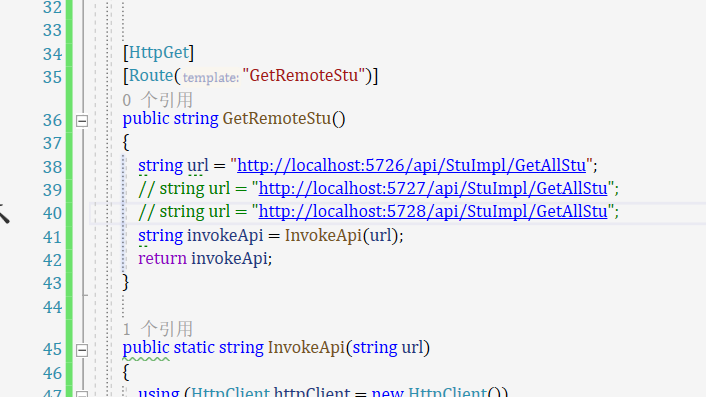 32
33
34 [HttpGet]
35 [Route(template: "GetRemoteStu")]
0 个引用
36 public string GetRemoteStu()
37 {
38 string url = "http://localhost:5726/api/StuImpl/GetAllStu";
39 // string url = "http://localhost:5727/api/StuImpl/GetAllStu";
40 // string url = "http://localhost:5728/api/StuImpl/GetAllStu";
41 string invokeApi = InvokeApi(url);
42 return invokeApi;
43 }
44
1 个引用
45 public static string InvokeApi(string url)
46 {
47 using (HttpClient httpClient = new HttpClient())